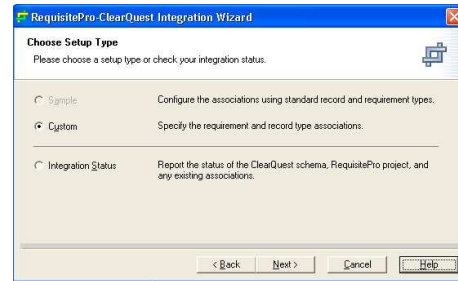 RequisitePro-ClearQuest Integration Wizard
Choose Setup Type
Please choose a setup type or check your integration status.
Sample
Configure the associations using standard record and requirement types.
Custom
Specify the requirement and record type associations.
Integration Status
Report the status of the ClearQuest schema, RequisitePro project, and
any existing associations.
< Back
Next >
Cancel
Help